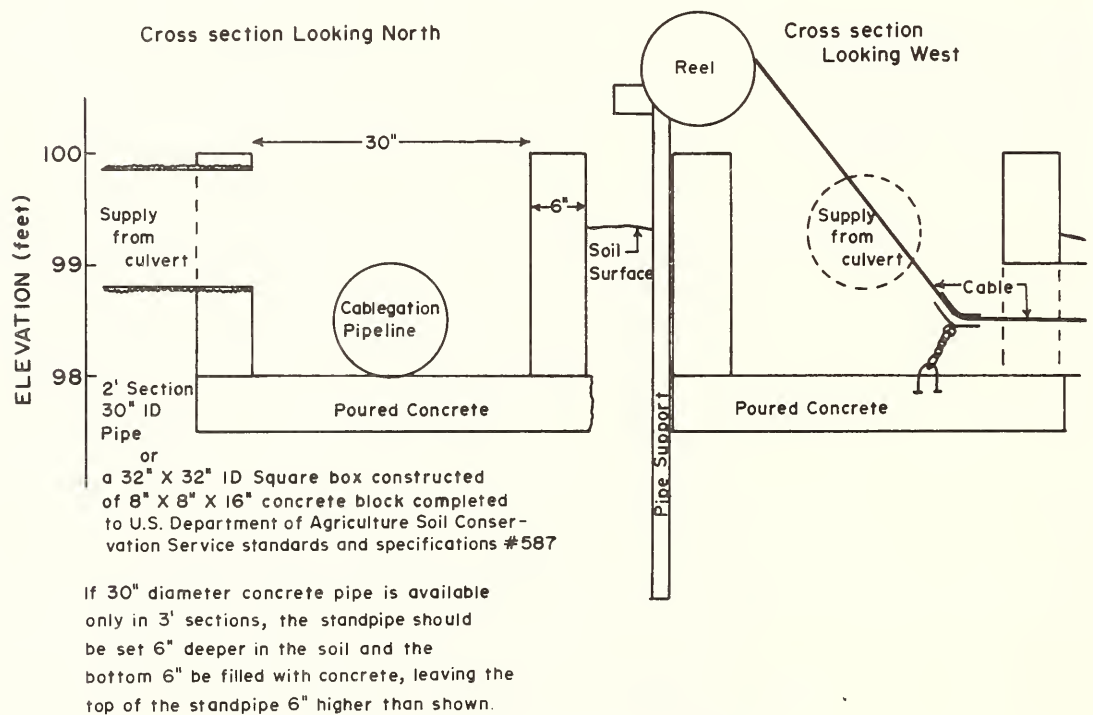 Cross section Looking North
ELEVATION (feet)
100
99
98
30"
6"
Supply
from
culvert
Cablegation
Pipeline
Soil
Surface
Poured Concrete
2' Section
30" ID
Pipe
or
a 32" X 32" ID Square box constructed
of 8" X 8" X 16" concrete block completed
to U.S. Department of Agriculture Soil Conser-
vation Service standards and specifications #587
If 30" diameter concrete pipe is available
only in 3' sections, the standpipe should
be set 6" deeper in the soil and the
bottom 6" be filled with concrete, leaving the
top of the standpipe 6" higher than shown.
Cross section
Looking West
Reel
Supply
from
culvert
Cable
Poured Concrete
Pipe Support